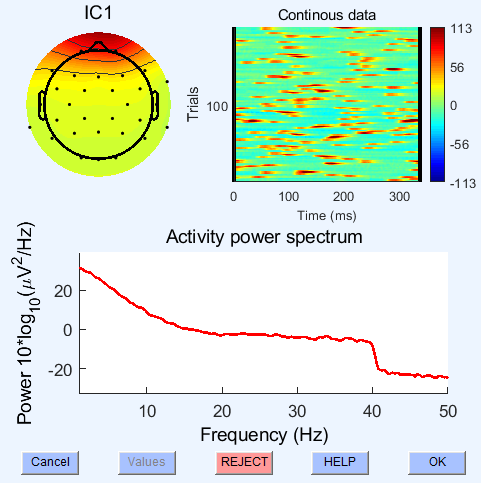 IC1
Continous data
Trials
100
0 100 200 300
Time (ms)
113
56
0
-56
-113
Activity power spectrum
Power 10*log10(μV2/Hz)
20
0
-20
10 20 30 40 50
Frequency (Hz)
Cancel Values REJECT HELP OK